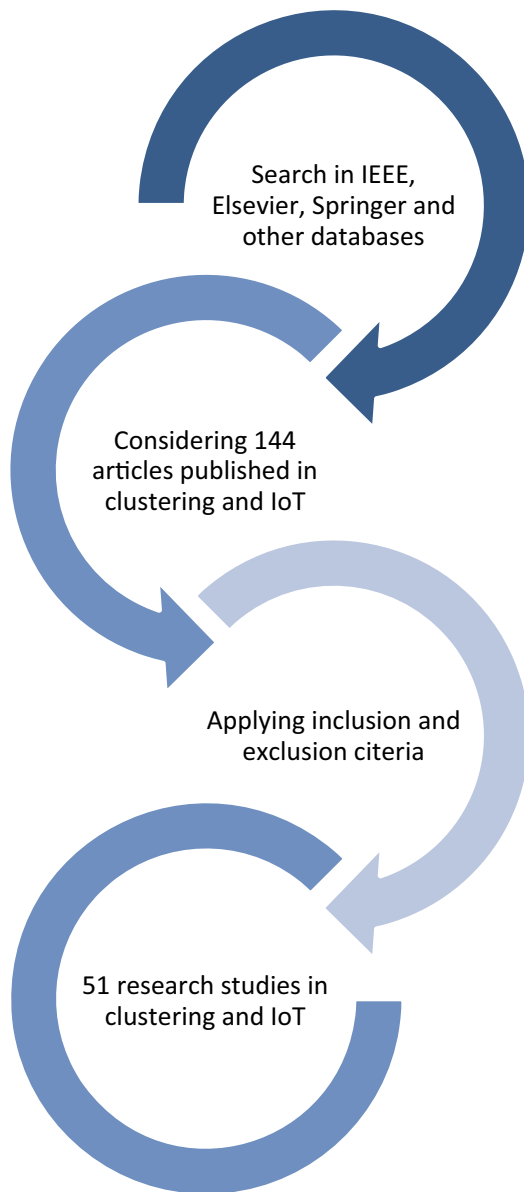 Search in IEEE,
Elsevier, Springer and
other databases
Considering 144
articles published in
clustering and IoT
Applying inclusion and
exclusion citeria
51 research studies in
clustering and IoT